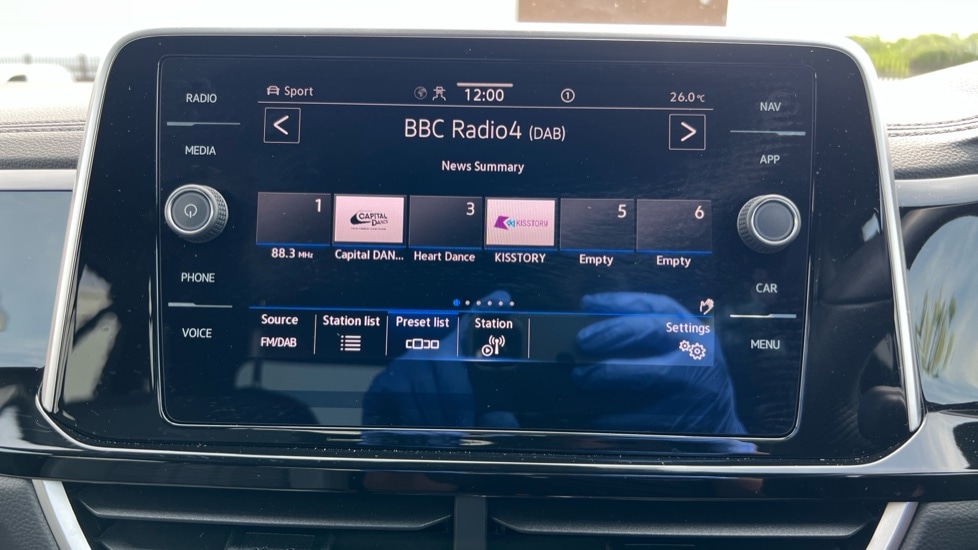 RADIO
MEDIA
PHONE
VOICE
Sport 12:00 1 26.0°C
< BBC Radio4 (DAB) >
News Summary
1 CAPITAL DANCE 3 KISSTORY 5 6
88.3 MHz Capital DAN... Heart Dance KISSTORY Empty Empty
Source Station list Preset list Station Settings
FM/DAB
NAV
APP
CAR
MENU